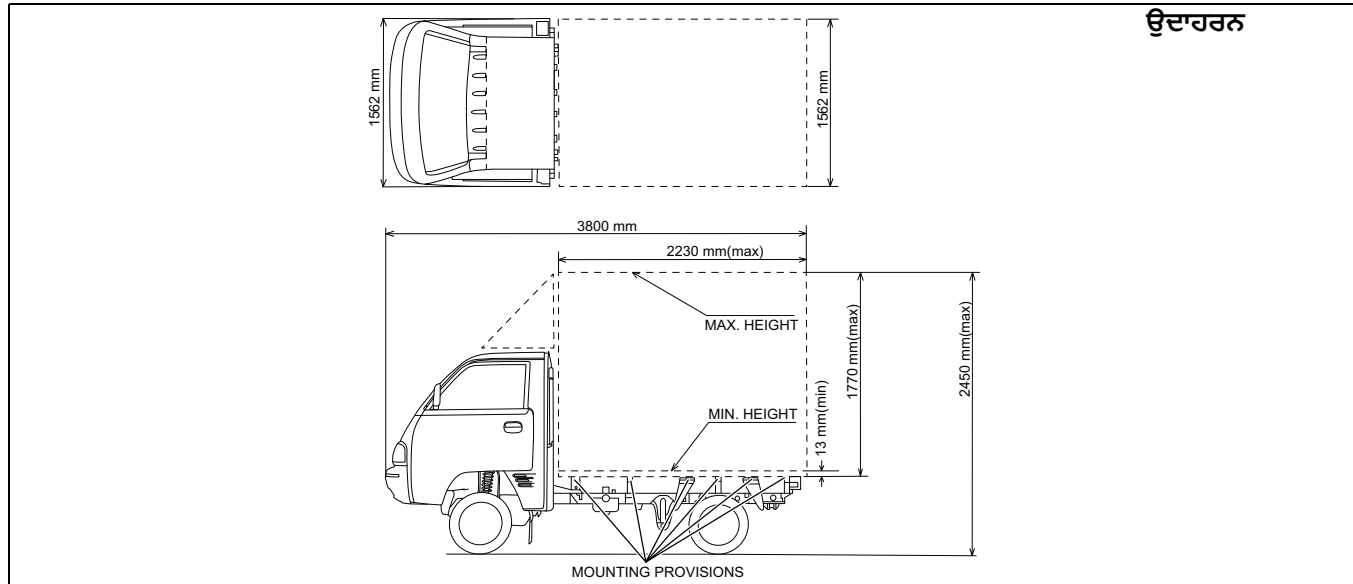 ਉਦਾਹਰਨ
1562 mm
1562 mm
3800 mm
2230 mm(max)
MAX. HEIGHT
MIN. HEIGHT
13 mm(min)
1770 mm(max)
2450 mm(max)
MOUNTING PROVISIONS